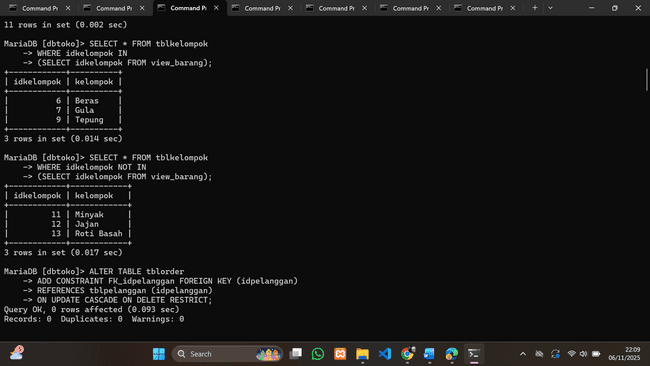 Command Pr
Command Pr
Command Pr
Command Pr
Command Pr
Command Pr
Command Pr
11 rows in set (0.002 sec)
MariaDB [dbtoko]> SELECT * FROM tblkelompok
    -> WHERE idkelompok IN
    -> (SELECT idkelompok FROM view_barang);
+------------+----------+
| idkelompok | kelompok |
+------------+----------+
|          6 | Beras    |
|          7 | Gula     |
|          9 | Tepung   |
+------------+----------+
3 rows in set (0.014 sec)
MariaDB [dbtoko]> SELECT * FROM tblkelompok
    -> WHERE idkelompok NOT IN
    -> (SELECT idkelompok FROM view_barang);
+------------+------------+
| idkelompok | kelompok   |
+------------+------------+
|         11 | Minyak     |
|         12 | Jajan      |
|         13 | Roti Basah |
+------------+------------+
3 rows in set (0.017 sec)
MariaDB [dbtoko]> ALTER TABLE tblorder
    -> ADD CONSTRAINT FK_idpelanggan FOREIGN KEY (idpelanggan)
    -> REFERENCES tblpelanggan (idpelanggan)
    -> ON UPDATE CASCADE ON DELETE RESTRICT;
Query OK, 0 rows affected (0.093 sec)
Records: 0  Duplicates: 0  Warnings: 0
Search
22:09
06/11/2025